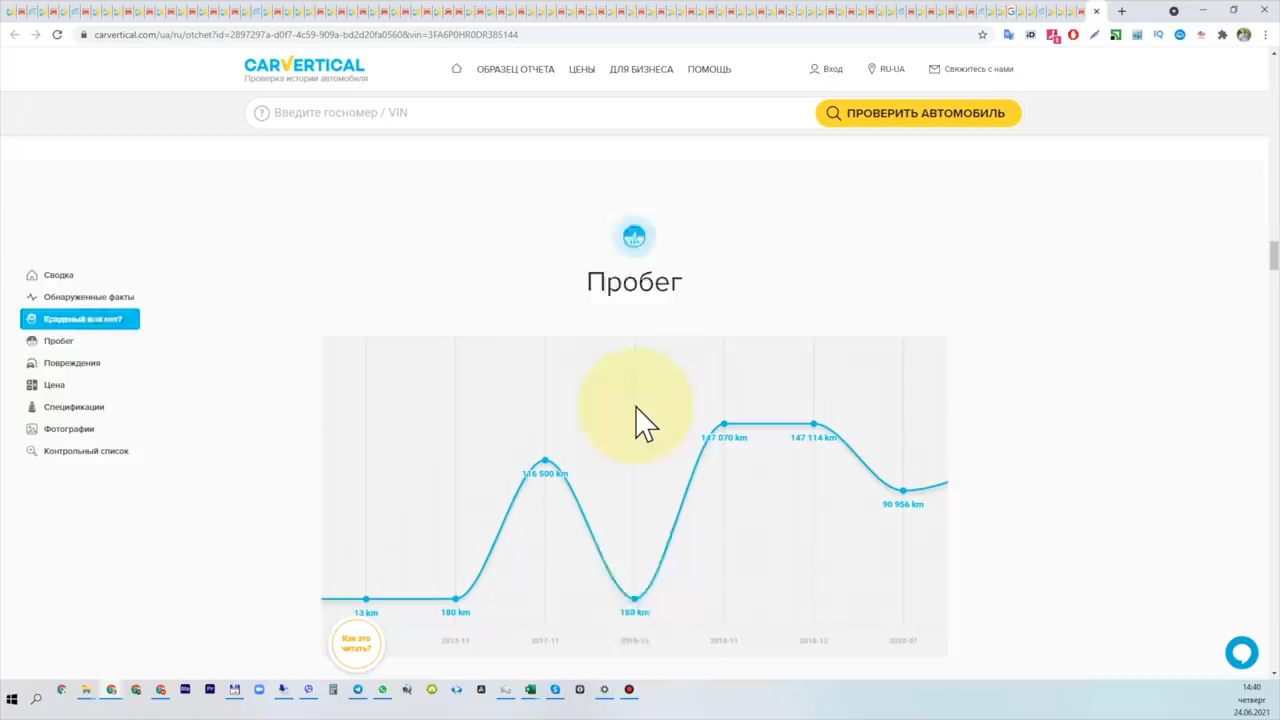 carvertical.com/ua/ru/otchet?id=2897297a-d0f7-4c59-909a-bd2d20fa0560&vin=3FA6P0HR0DR385144
CARVERTICAL
Проверка истории автомобиля
ОБРАЗЕЦ ОТЧЕТА
ЦЕНЫ
ДЛЯ БИЗНЕСА
ПОМОЩЬ
Вход
RU-UA
Свяжитесь с нами
Введите госномер / VIN
ПРОВЕРИТЬ АВТОМОБИЛЬ
Пробег
Сводка
Обнаруженные факты
Пробег
Повреждения
Цена
Спецификации
Фотографии
Контрольный список
147 070 km
147 114 km
116 500 km
90 956 km
13 km
180 km
km
Как это
читать?
2013-11
2017-11
2018-11
2018-12
2020-07
14:40
четверг
24.06.2021